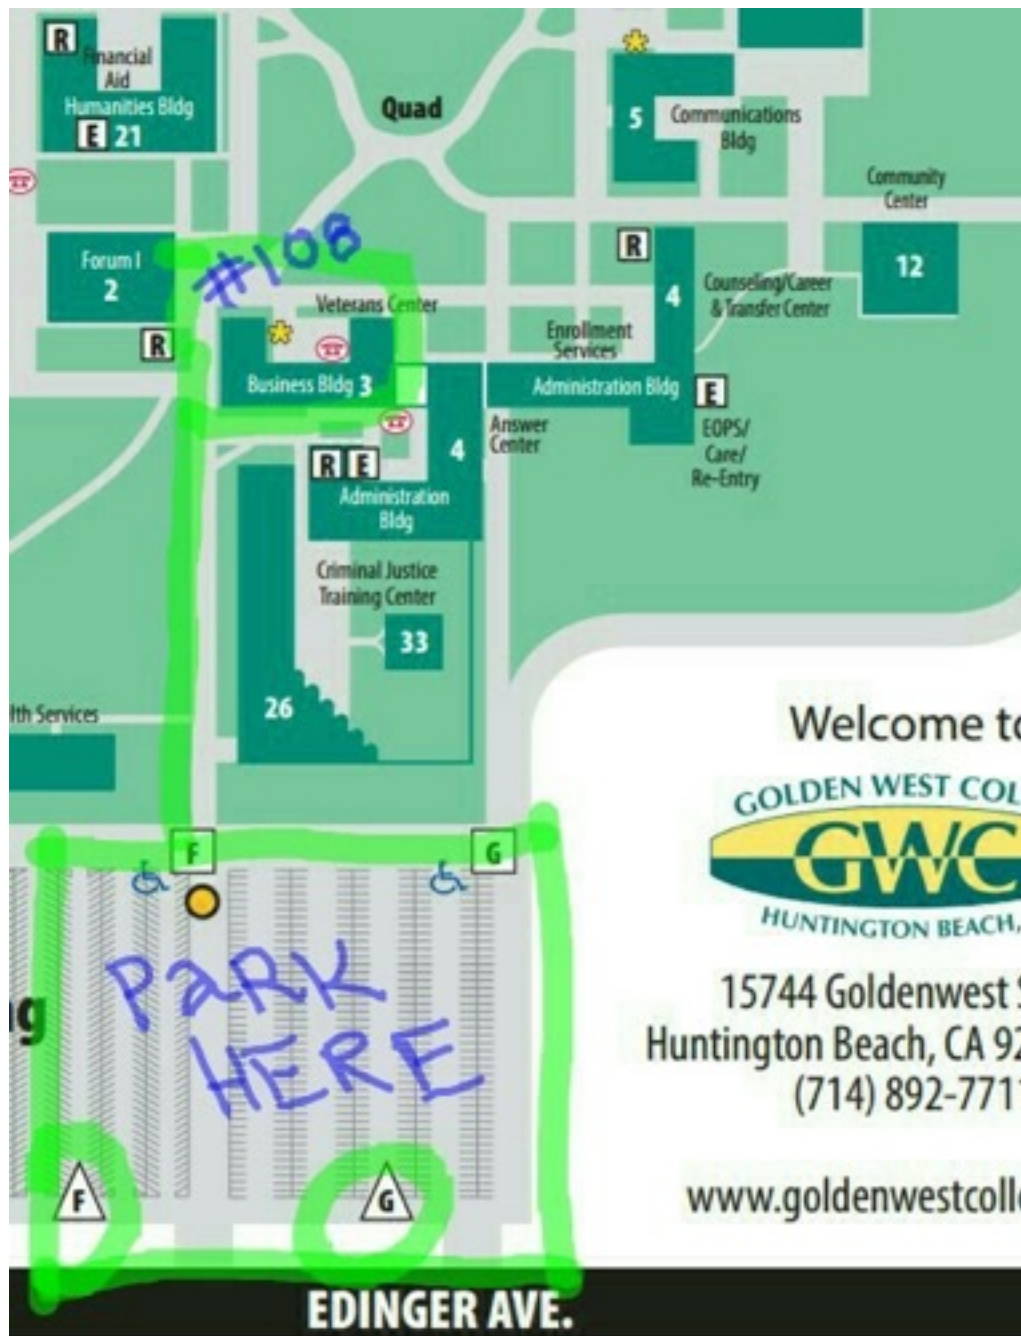 R
Financial
Aid
Humanities Bldg
E 21
Quad
5
Communications
Bldg
Community
Center
12
Forum I
2
R
#108
Veterans Center
Business Bldg 3
R
4
Counseling/Career
& Transfer Center
Enrollment
Services
Administration Bldg
E
EOPS/
Care/
Re-Entry
Answer
Center
4
R E
Administration
Bldg
Criminal Justice
Training Center
33
26
lth Services
F
G
PaRK
HERE
g
F
G
EDINGER AVE.
Welcome to
GOLDEN WEST COL
GWC
HUNTINGTON BEACH,
15744 Goldenwest S
Huntington Beach, CA 92
(714) 892-771
www.goldenwestcolle